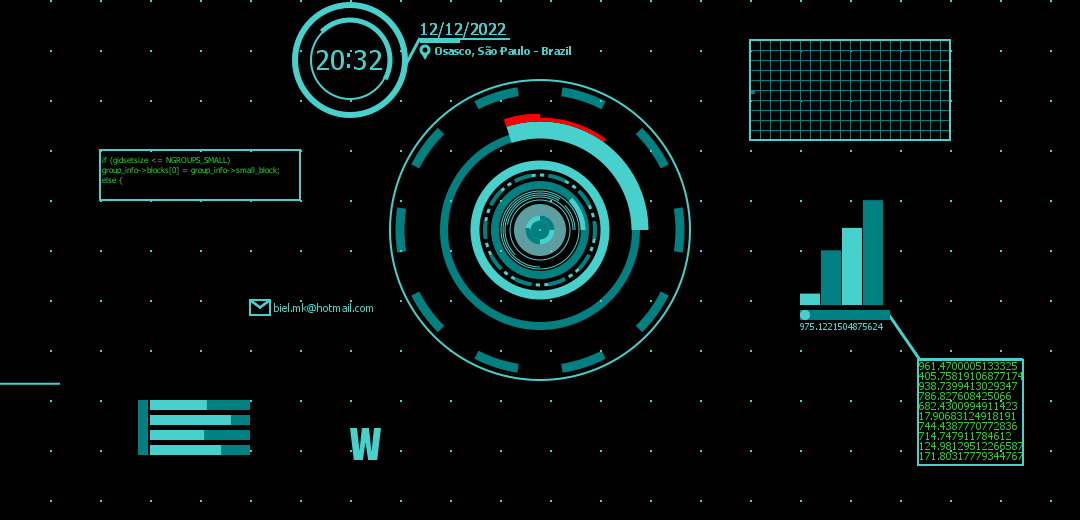 12/12/2022
20:32
Osasco, São Paulo - Brazil
if (gidsetsize <= NGROUPS_SMALL)
group_info->blocks[0] = group_info->small_block;
else {
biel.mk@hotmail.com
975.1221504875624
961.4700005133325
405.75819106877174
938.7399413029347
786.827608425066
682.4300994911423
17.90683124918191
744.4387770772836
714.747911784612
124.98129512266587
171.80317779344767
W